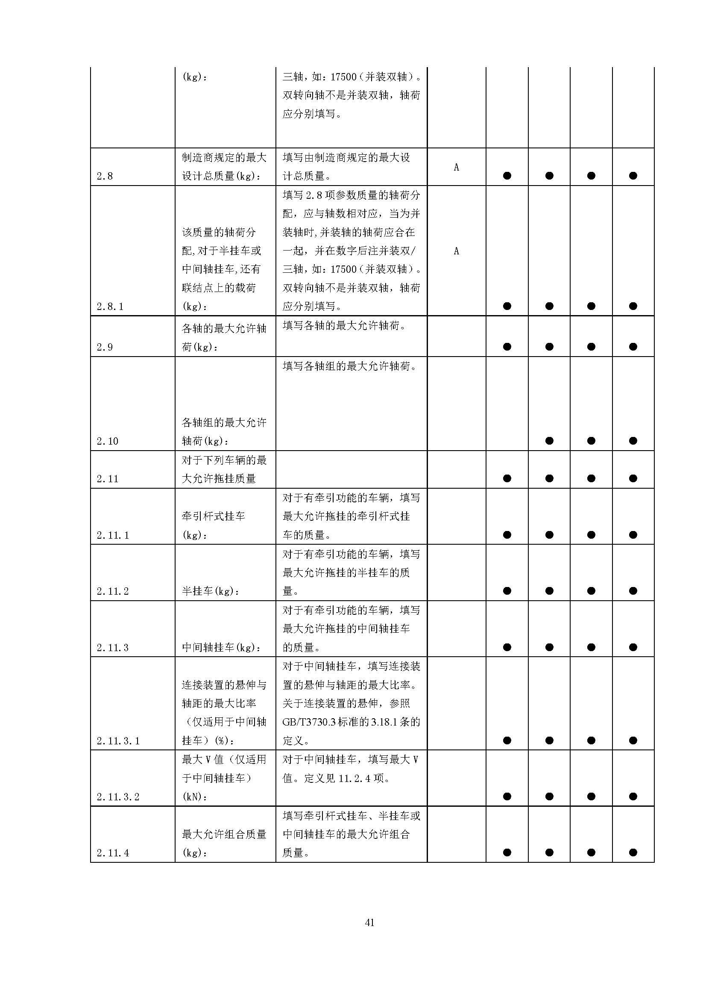 (kg):
三轴,如:17500(并装双轴)。
双转向轴不是并装双轴,轴荷
应分别填写。
2.8
制造商规定的最大
设计总质量(kg):
填写由制造商规定的最大设
计总质量。
A
● ● ● ●
2.8.1
该质量的轴荷分
配,对于半挂车或
中间轴挂车,还有
联结点上的载荷
(kg):
填写2.8项参数质量的轴荷分
配,应与轴数相对应,当为并
装轴时,并装轴的轴荷应合在
一起,并在数字后注并装双/
三轴,如:17500(并装双轴)。
双转向轴不是并装双轴,轴荷
应分别填写。
A
● ● ● ●
2.9
各轴的最大允许轴
荷(kg):
填写各轴的最大允许轴荷。
● ● ● ●
2.10
各轴组的最大允许
轴荷(kg):
填写各轴组的最大允许轴荷。
● ● ●
2.11
对于下列车辆的最
大允许拖挂质量
● ● ● ●
2.11.1
牵引杆式挂车
(kg):
对于有牵引功能的车辆,填写
最大允许拖挂的牵引杆式挂
车的质量。
● ● ● ●
2.11.2
半挂车(kg):
对于有牵引功能的车辆,填写
最大允许拖挂的半挂车的质
量。
● ● ● ●
2.11.3
中间轴挂车(kg):
对于有牵引功能的车辆,填写
最大允许拖挂的中间轴挂车
的质量。
● ● ● ●
2.11.3.1
连接装置的悬伸与
轴距的最大比率
(仅适用于中间轴
挂车)(%):
对于中间轴挂车,填写连接装
置的悬伸与轴距的最大比率。
关于连接装置的悬伸,参照
GB/T3730.3标准的3.18.1条的
定义。
● ● ● ●
2.11.3.2
最大V值(仅适用
于中间轴挂车)
(kN):
对于中间轴挂车,填写最大V
值。定义见11.2.4项。
● ● ● ●
2.11.4
最大允许组合质量
(kg):
填写牵引杆式挂车、半挂车或
中间轴挂车的最大允许组合
质量。
● ● ● ●
41